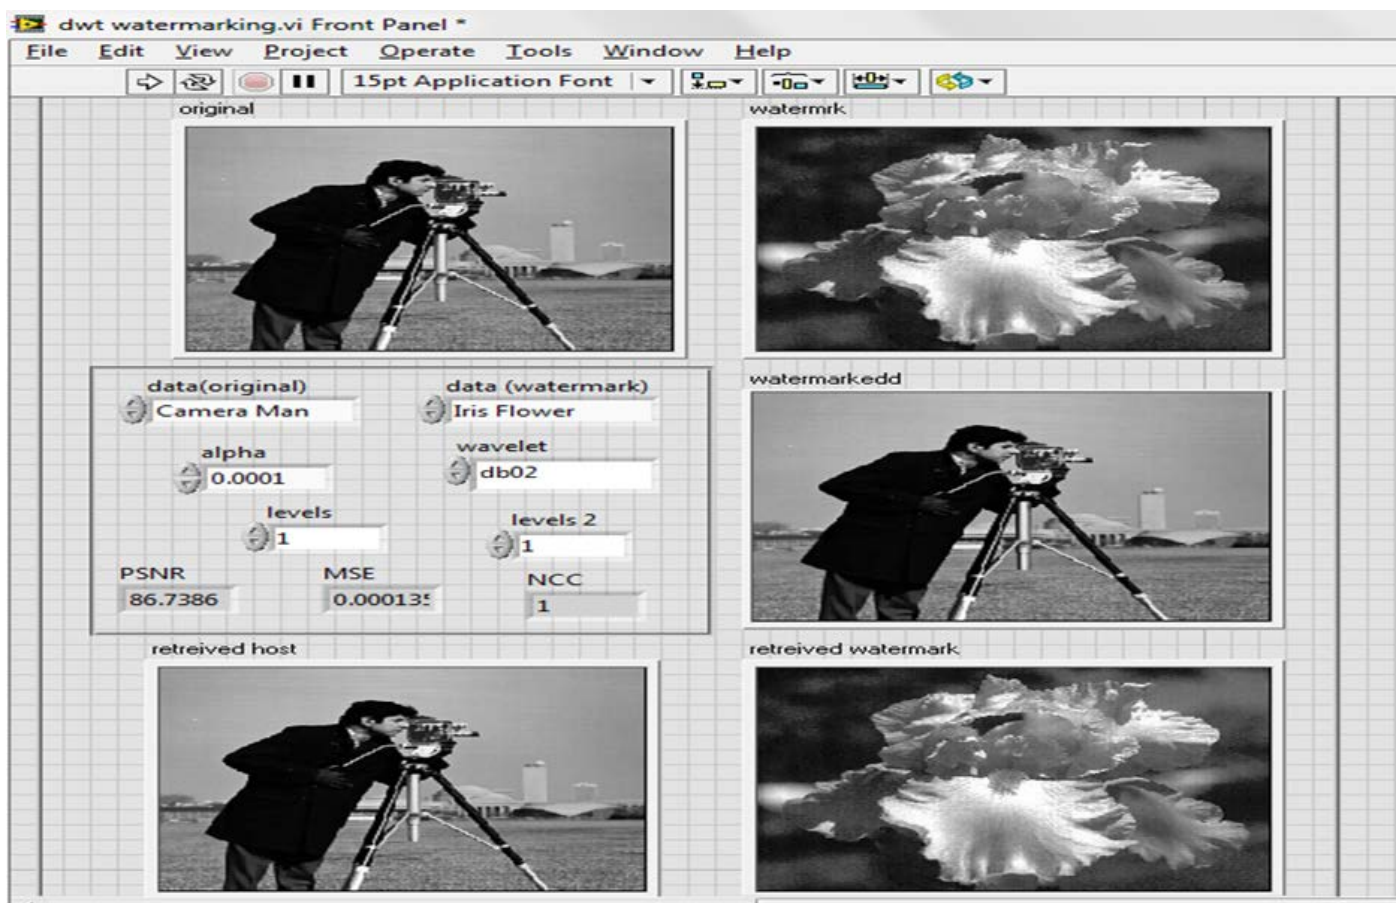 dwt watermarking.vi Front Panel *
File Edit View Project Operate Tools Window Help
15pt Application Font
original
watermrk
data(original)
Camera Man
data (watermark)
Iris Flower
alpha
0.0001
wavelet
db02
levels
1
levels 2
1
PSNR
86.7386
MSE
0.000135
NCC
1
watermarkedd
retreived host
retreived watermark